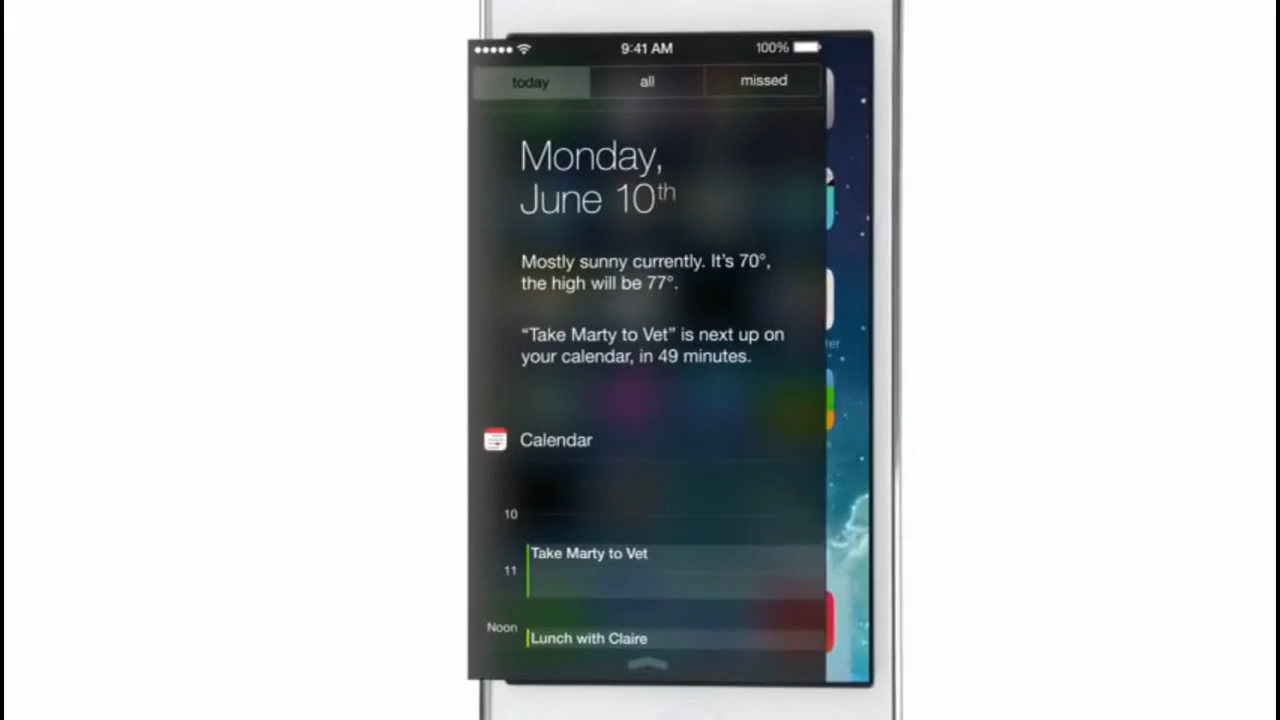 9:41 AM 100%
today all missed
Monday,
June 10th
Mostly sunny currently. It's 70°,
the high will be 77°.
“Take Marty to Vet” is next up on
your calendar, in 49 minutes.
ter
Calendar
10
Take Marty to Vet
11
Noon
Lunch with Claire